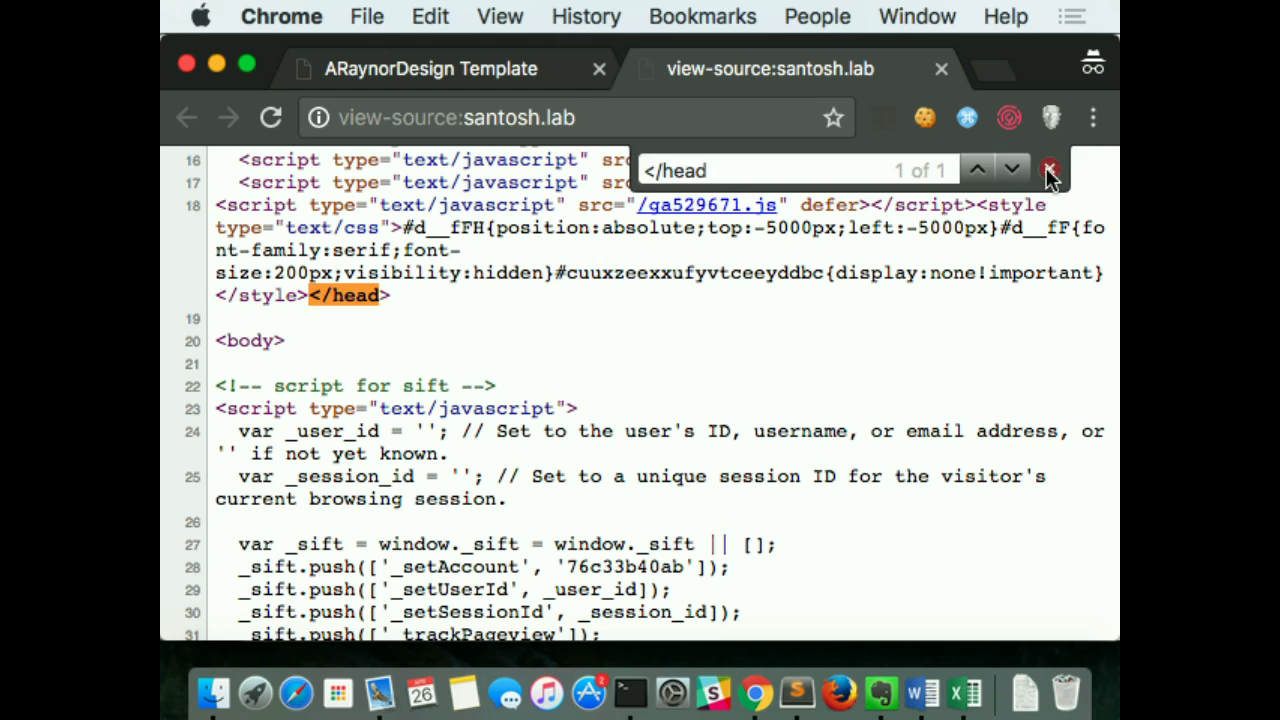 Chrome File Edit View History Bookmarks People Window Help
ARaynorDesign Template view-source:santosh.lab
view-source:santosh.lab
</head 1 of 1
16 <script type="text/javascript" src
17 <script type="text/javascript" src
18 <script type="text/javascript" src="/ga529671.js" defer></script><style
type="text/css">#d__fFH{position:absolute;top:-5000px;left:-5000px}#d__fF{fo
nt-family:serif;font-
size:200px;visibility:hidden}#cuuxzeexxufyvtceeyddbc{display:none!important}
</style></head>
19
20 <body>
21
22 <!-- script for sift -->
23 <script type="text/javascript">
24 var _user_id = ''; // Set to the user's ID, username, or email address, or
'' if not yet known.
25 var _session_id = ''; // Set to a unique session ID for the visitor's
current browsing session.
26
27 var _sift = window._sift = window._sift || [];
28 _sift.push(['_setAccount', '76c33b40ab']);
29 _sift.push(['_setUserId', _user_id]);
30 _sift.push(['_setSessionId', _session_id]);
31 _sift.push(['_trackPageview']);
26
2